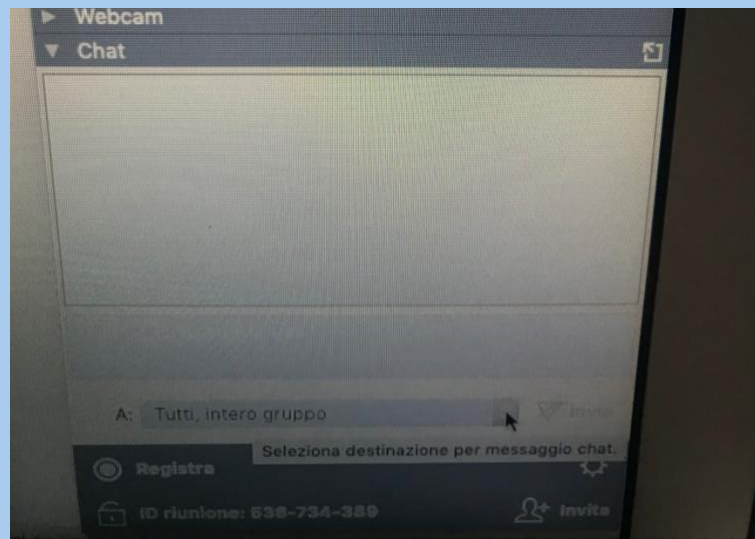 Webcam
Chat
A: Tutti, intero gruppo
Invia
Seleziona destinazione per messaggio chat.
Registra
ID riunione: 538-734-389
Invita